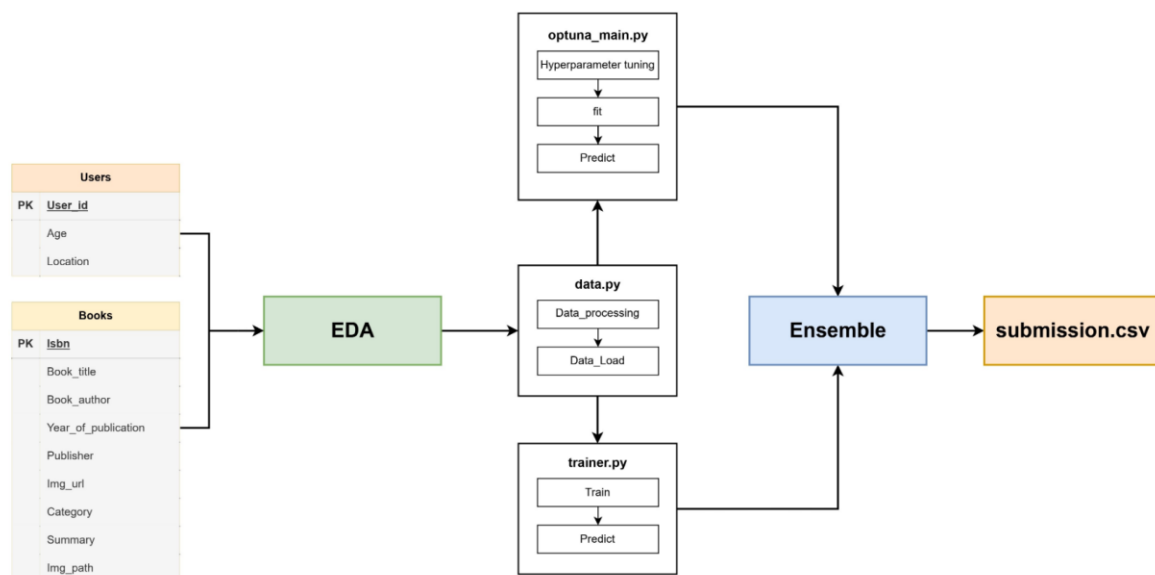 Users
PK User_id
Age
Location
Books
PK Isbn
Book_title
Book_author
Year_of_publication
Publisher
Img_url
Category
Summary
Img_path
EDA
optuna_main.py
Hyperparameter tuning
fit
Predict
data.py
Data_processing
Data_Load
trainer.py
Train
Predict
Ensemble
submission.csv